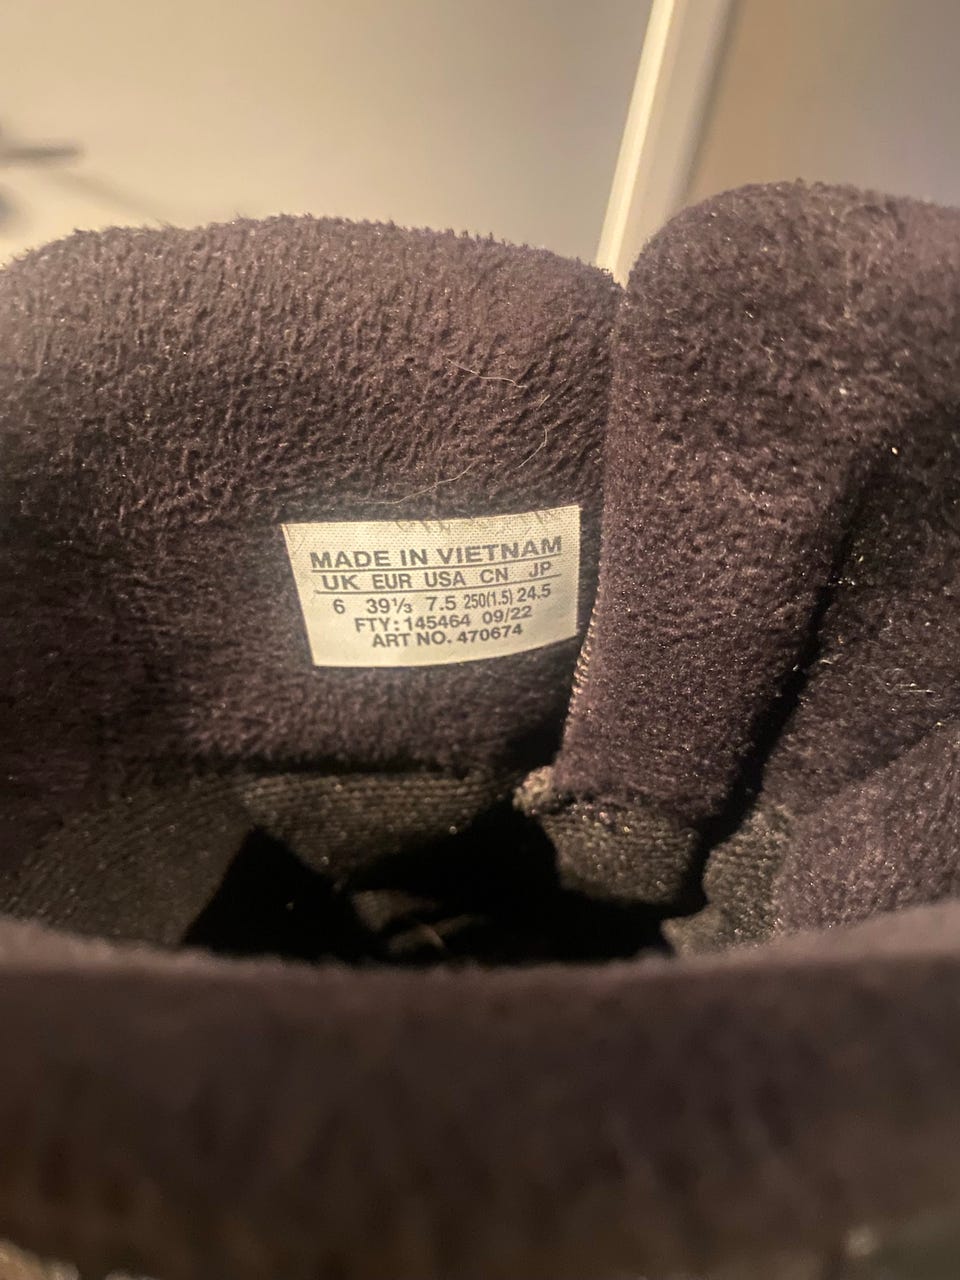 MADE IN VIETNAM
UK EUR USA CN JP
6 39⅓ 7.5 250(1.5) 24.5
FTY: 145464 09/22
ART NO. 470674